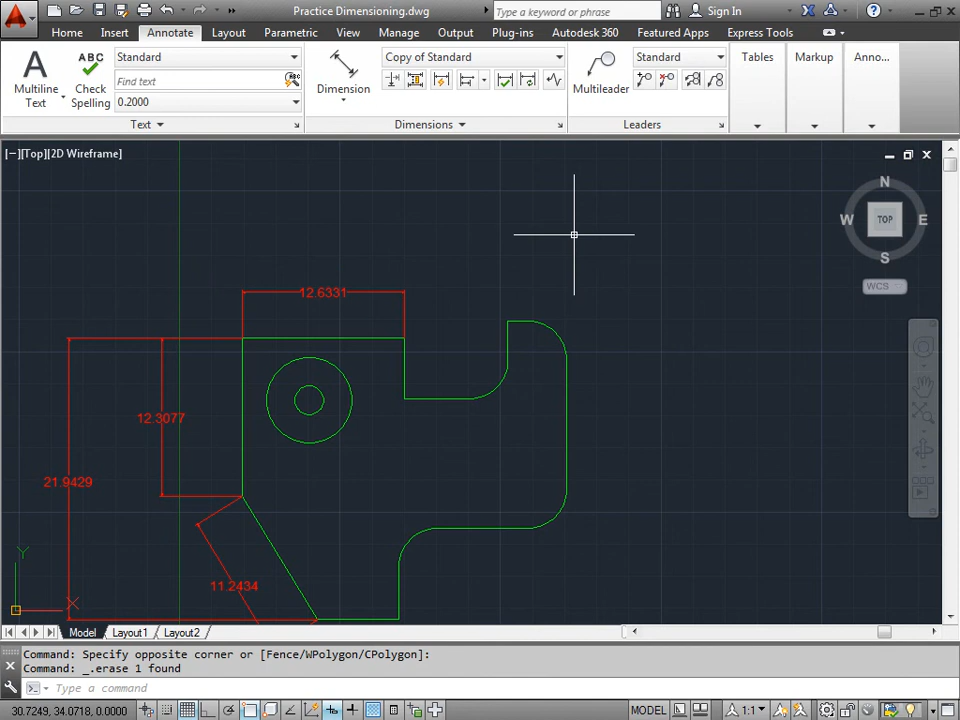 Practice Dimensioning.dwg
Type a keyword or phrase
Sign In
Home Insert Annotate Layout Parametric View Manage Output Plug-ins Autodesk 360 Featured Apps Express Tools
Multiline Text
ABC
Check Spelling
Standard
Find text
0.2000
Text
Dimension
Copy of Standard
Dimensions
Multileader
Standard
Leaders
Tables
Markup
Anno...
[−][Top][2D Wireframe]
N
W TOP E
S
WCS
12.6331
12.3077
21.9429
11.2434
Y
X
Model Layout1 Layout2
Command: Specify opposite corner or [Fence/WPolygon/CPolygon]:
Command: _.erase 1 found
Type a command
30.7249, 34.0718, 0.0000
MODEL
1:1